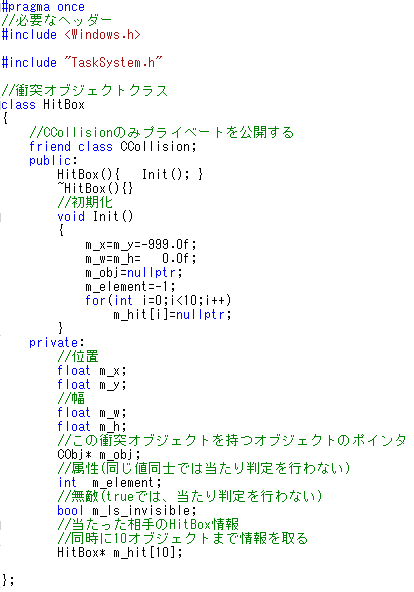 #pragma once
//必要なヘッダー
#include <Windows.h>

#include "TaskSystem.h"

//衝突オブジェクトクラス
class HitBox
{
    //CCollisionのみプライベートを公開する
    friend class CCollision;
    public:
        HitBox(){   Init(); }
        ~HitBox(){}
        //初期化
        void Init()
        {
            m_x=m_y=-999.0f;
            m_w=m_h=   0.0f;
            m_obj=nullptr;
            m_element=-1;
            for(int i=0;i<10;i++)
                m_hit[i]=nullptr;
        }
    private:
        //位置
        float m_x;
        float m_y;
        //幅
        float m_w;
        float m_h;
        //この衝突オブジェクトを持つオブジェクトのポインタ
        CObj* m_obj;
        //属性(同じ値同士では当たり判定を行わない)
        int  m_element;
        //無敵(trueでは、当たり判定を行わない)
        bool m_ls_invisible;
        //当たった相手のHitBox情報
        //同時に10オブジェクトまで情報を取る
        HitBox* m_hit[10];

};